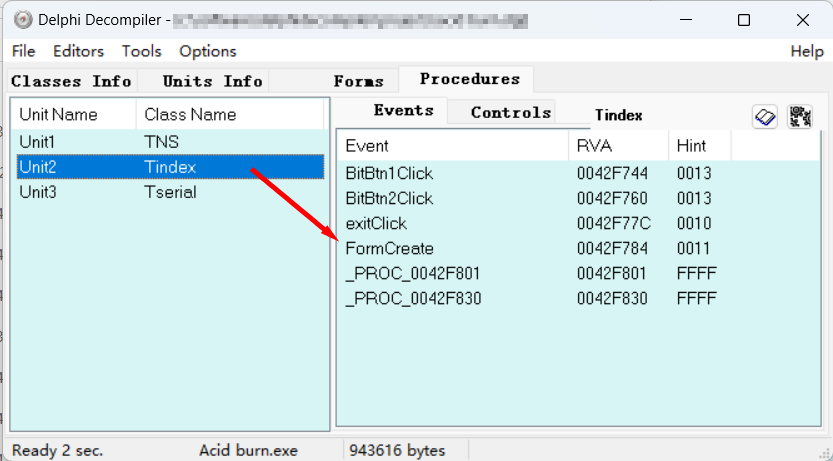 Delphi Decompiler -
File Editors Tools Options Help
Classes Info Units Info Forms Procedures
Unit Name Class Name
Unit1 TNS
Unit2 Tindex
Unit3 Tserial
Events Controls Tindex
Event RVA Hint
BitBtn1Click 0042F744 0013
BitBtn2Click 0042F760 0013
exitClick 0042F77C 0010
FormCreate 0042F784 0011
_PROC_0042F801 0042F801 FFFF
_PROC_0042F830 0042F830 FFFF
Ready 2 sec. Acid burn.exe 943616 bytes